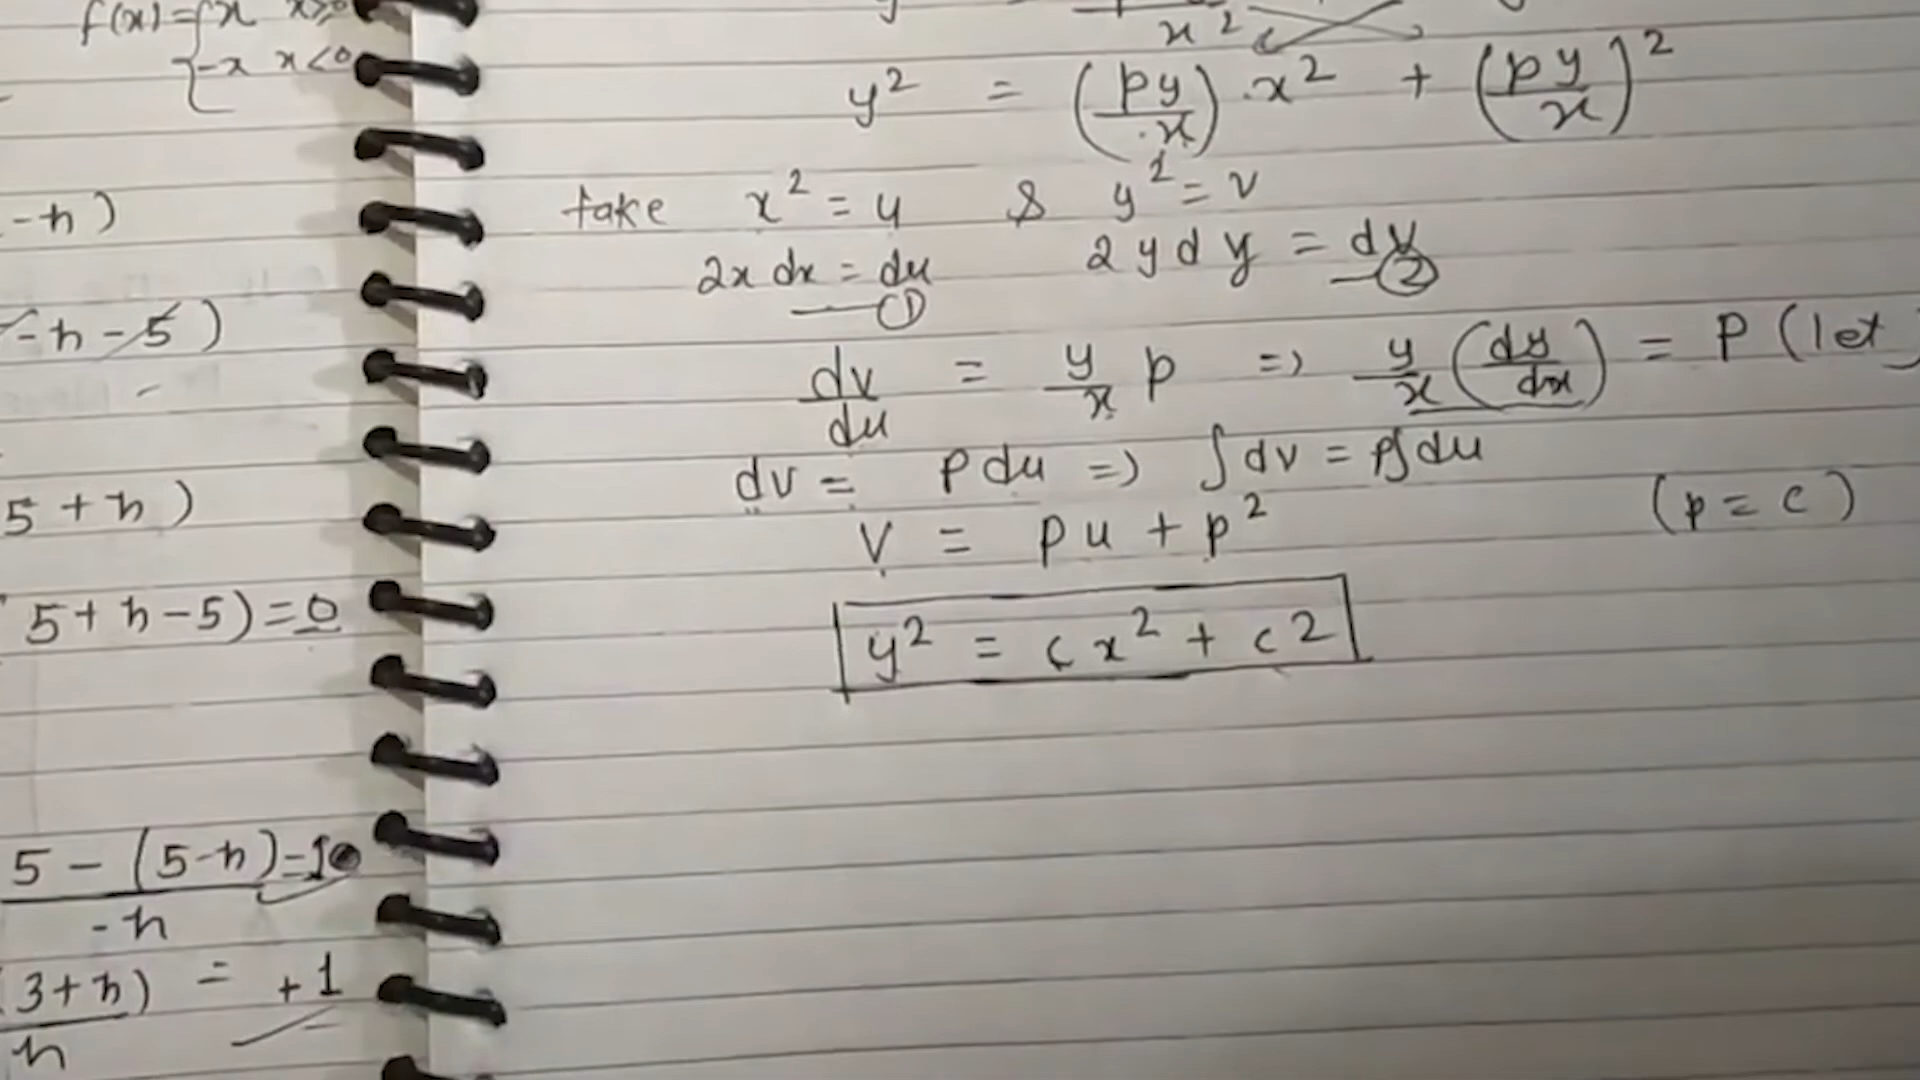 f(x) = { x x≥0
-x x<0
-h)
-h-5)
5+h)
5+h-5)=0
5-(5-h)=1
-h
3+h) = +1
h
x²
y² = (py/x) . x² + (py/x)²
take x² = u & y² = v
2x dx = du 2y dy = dv
—① —②
dv/du = y/x p => y/x (dy/dx) = P (let)
dv = P du => ∫dv = P∫du
V = pu + p² (p = c)
y² = cx² + c2